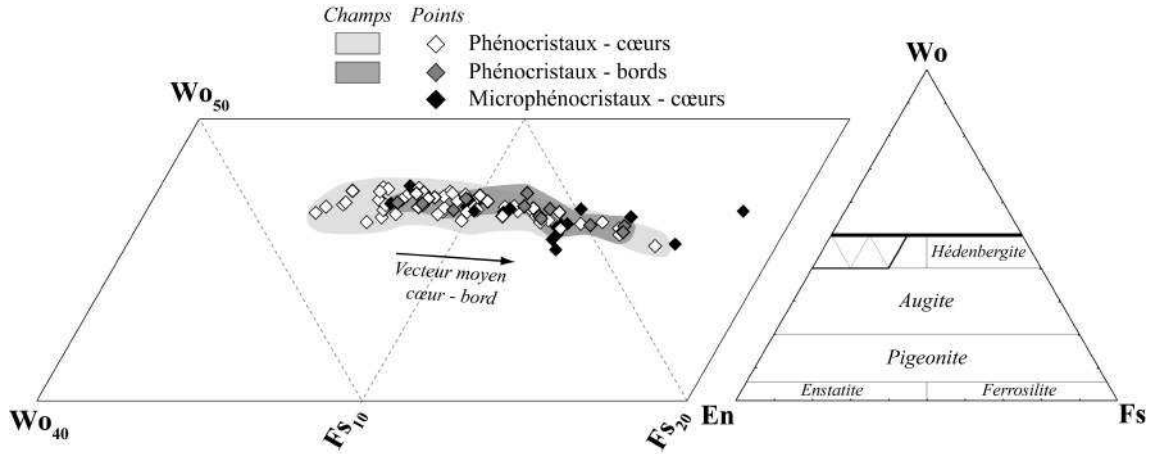 Champs Points
Phénocristaux - cœurs
Phénocristaux - bords
Microphénocristaux - cœurs
Wo50
Vecteur moyen
cœur - bord
Wo40
Fs10
Fs20
Wo
Hédenbergite
Augite
Pigeonite
Enstatite Ferrosilite
En
Fs